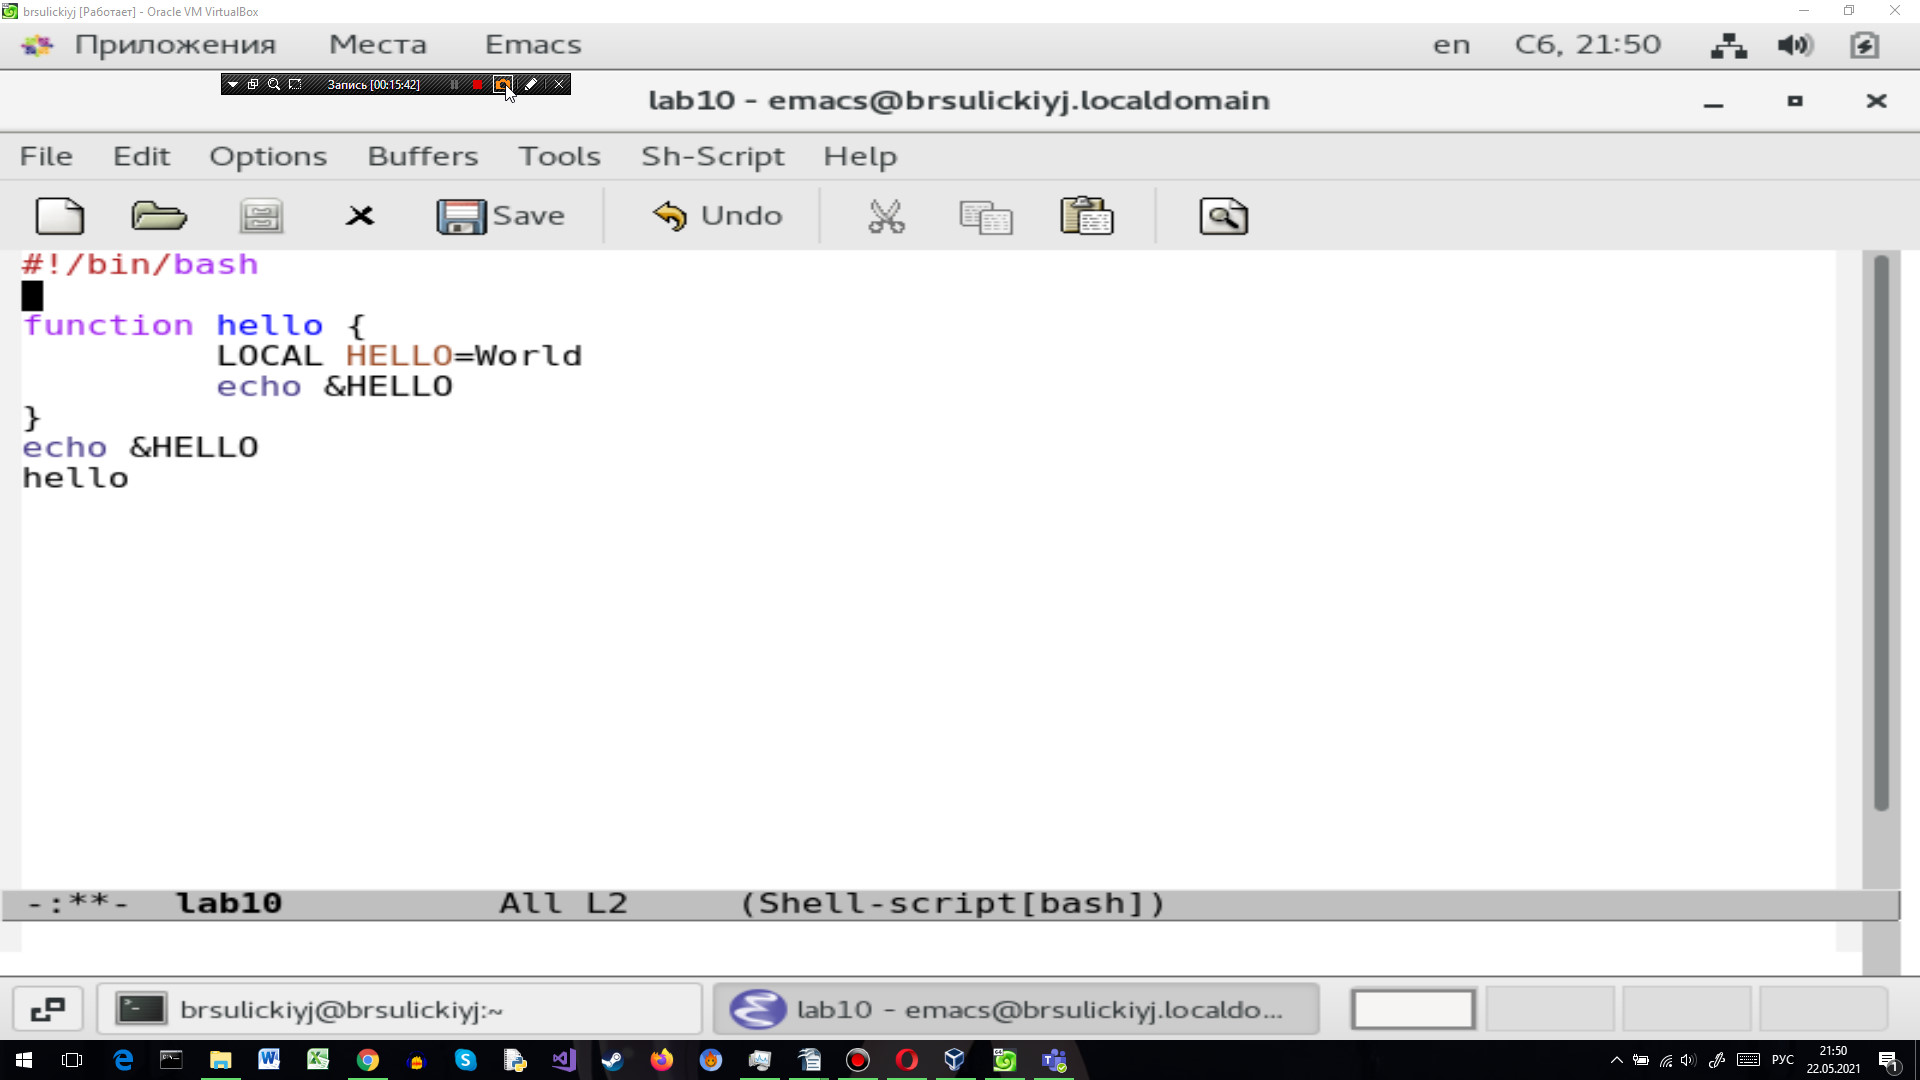 brsulickiyj [Работает] - Oracle VM VirtualBox
Приложения Места Emacs en Сб, 21:50
Запись [00:15:42]
lab10 - emacs@brsulickiyj.localdomain
File Edit Options Buffers Tools Sh-Script Help
Save Undo
#!/bin/bash
function hello {
LOCAL HELLO=World
echo &HELLO
}
echo &HELLO
hello
-:**- lab10 All L2 (Shell-script[bash])
brsulickiyj@brsulickiyj:~ lab10 - emacs@brsulickiyj.localdo...
РУС 21:50
22.05.2021
1